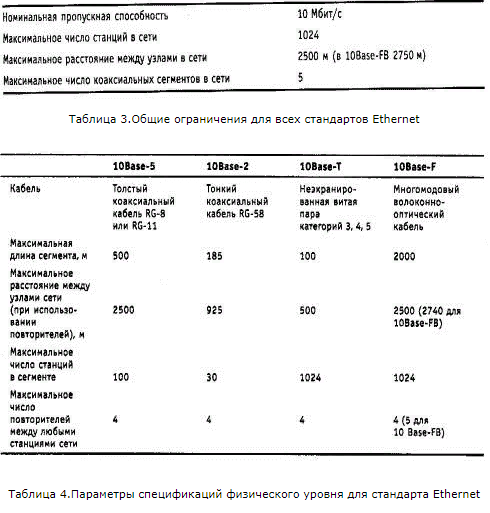 Номинальная пропускная способность 10 Мбит/с
Максимальное число станций в сети 1024
Максимальное расстояние между узлами в сети 2500 м (в 10Base-FB 2750 м)
Максимальное число коаксиальных сегментов в сети 5
Таблица 3.Общие ограничения для всех стандартов Ethernet
10Base-5 10Base-2 10Base-T 10Base-F
Кабель Толстый Тонкий Неэкраниро- Многомодовый
коаксиальный коаксиальный ванная витая волоконно-
кабель RG-8 кабель RG-58 пара оптический
или RG-11 категорий 3, 4, 5 кабель
Максимальная
длина сегмента, м 500 185 100 2000
Максимальное
расстояние между
узлами сети
(при использо- 2500 925 500 2500 (2740 для
вании 10Base-FB)
повторителей), м
Максимальное
число станций
в сегменте 100 30 1024 1024
Максимальное
число
повторителей 4 4 4 4 (5 для
между любыми 10 Base-FB)
станциями сети
Таблица 4.Параметры спецификаций физического уровня для стандарта Ethernet